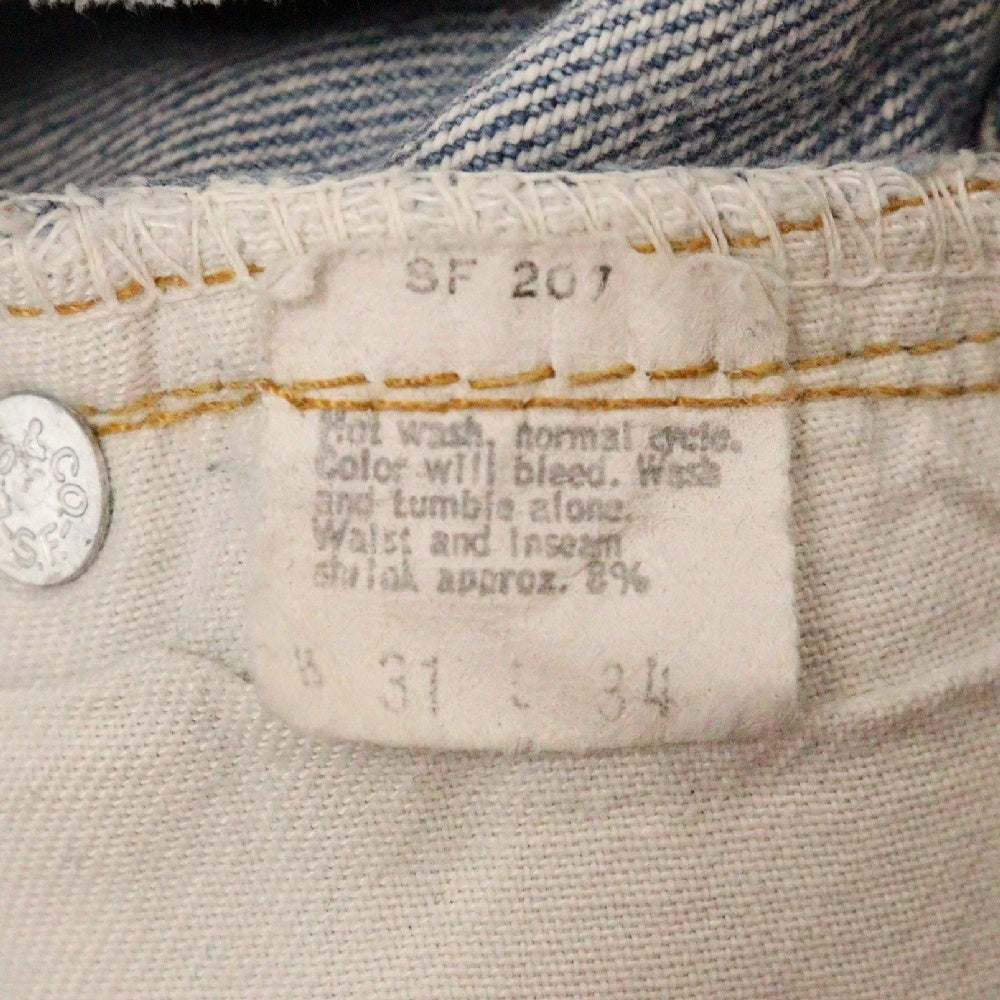 SF 207
Hot wash, normal cycle.
Color will bleed. Wash
and tumble alone.
Waist and inseam
shrink approx. 8%
W 31 L 34
& CO.
S.F.